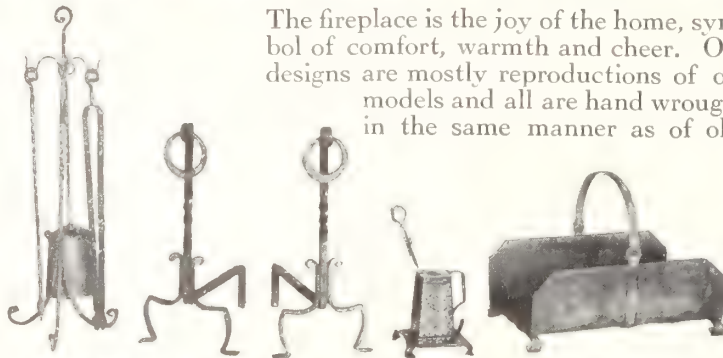 The fireplace is the joy of the home, sym
bol of comfort, warmth and cheer. O
designs are mostly reproductions of o
models and all are hand wroug
in the same manner as of ol